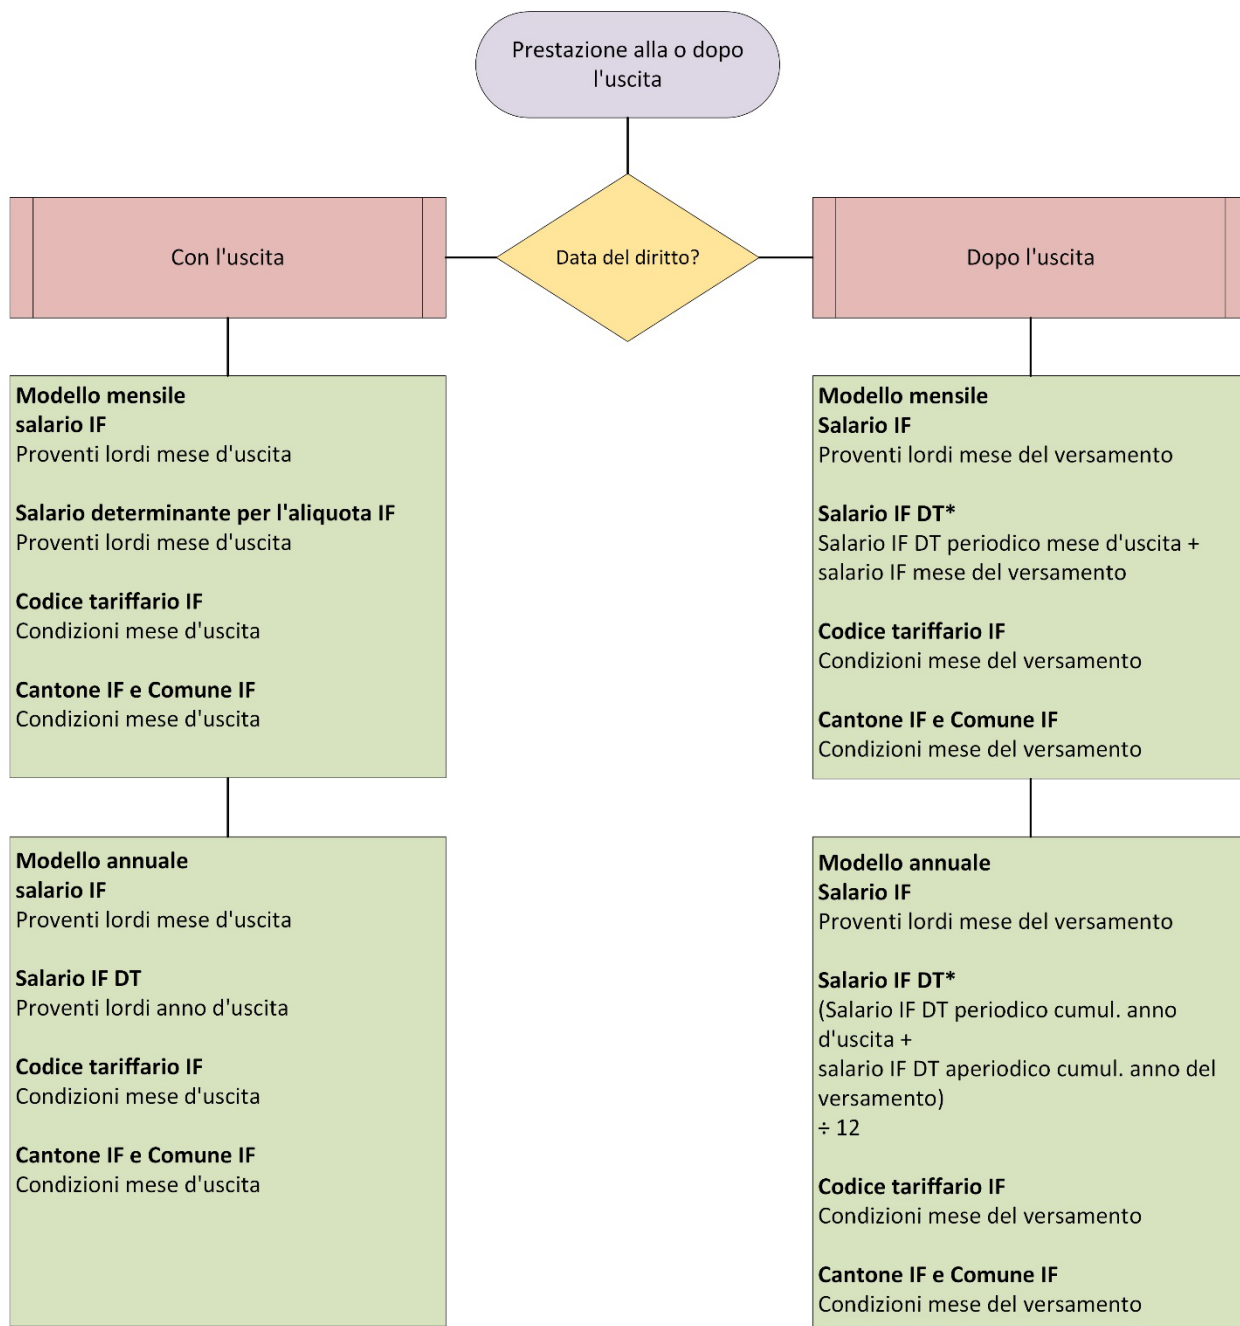 Prestazione alla o dopo
l'uscita
Data del diritto?
Con l'uscita
Modello mensile
salario IF
Proventi lordi mese d'uscita
Salario determinante per l'aliquota IF
Proventi lordi mese d'uscita
Codice tariffario IF
Condizioni mese d'uscita
Cantone IF e Comune IF
Condizioni mese d'uscita
Modello annuale
salario IF
Proventi lordi mese d'uscita
Salario IF DT
Proventi lordi anno d'uscita
Codice tariffario IF
Condizioni mese d'uscita
Cantone IF e Comune IF
Condizioni mese d'uscita
Dopo l'uscita
Modello mensile
Salario IF
Proventi lordi mese del versamento
Salario IF DT*
Salario IF DT periodico mese d'uscita +
salario IF mese del versamento
Codice tariffario IF
Condizioni mese del versamento
Cantone IF e Comune IF
Condizioni mese del versamento
Modello annuale
Salario IF
Proventi lordi mese del versamento
Salario IF DT*
(Salario IF DT periodico cumul. anno
d'uscita +
salario IF DT aperiodico cumul. anno del
versamento)
÷ 12
Codice tariffario IF
Condizioni mese del versamento
Cantone IF e Comune IF
Condizioni mese del versamento